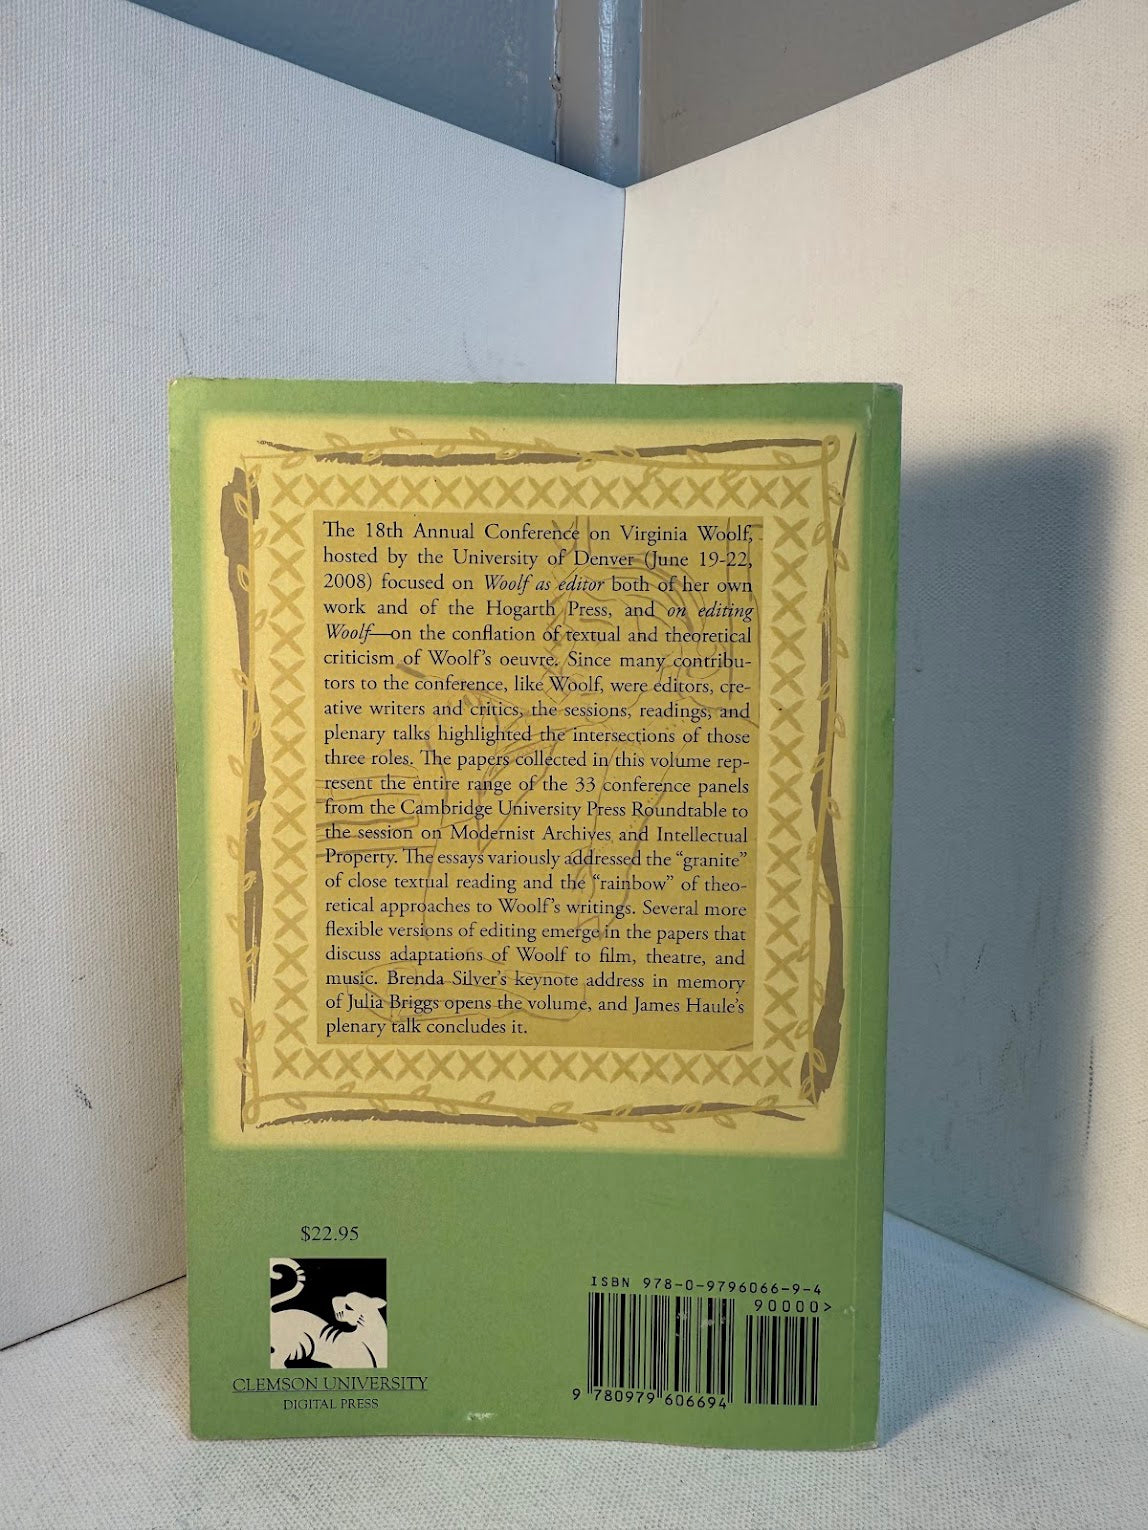 The 18th Annual Conference on Virginia Woolf,
hosted by the University of Denver (June 19-22,
2008) focused on Woolf as editor both of her own
work and of the Hogarth Press, and on editing
Woolf—on the conflation of textual and theoretical
criticism of Woolf's oeuvre. Since many contribu-
tors to the conference, like Woolf, were editors, cre-
ative writers and critics, the sessions, readings, and
plenary talks highlighted the intersections of those
three roles. The papers collected in this volume rep-
resent the entire range of the 33 conference panels
from the Cambridge University Press Roundtable to
the session on Modernist Archives and Intellectual
Property. The essays variously addressed the “granite”
of close textual reading and the “rainbow” of theo-
retical approaches to Woolf's writings. Several more
flexible versions of editing emerge in the papers that
discuss adaptations of Woolf to film, theatre, and
music. Brenda Silver's keynote address in memory
of Julia Briggs opens the volume, and James Haule's
plenary talk concludes it.
$22.95
CLEMSON UNIVERSITY
DIGITAL PRESS
ISBN 978-0-9796066-9-4
90000>
9 780979 606694